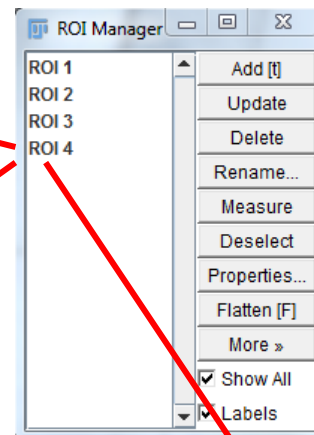 ROI Manager
ROI 1
ROI 2
ROI 3
ROI 4
Add [t]
Update
Delete
Rename...
Measure
Deselect
Properties...
Flatten [F]
More »
Show All
Labels